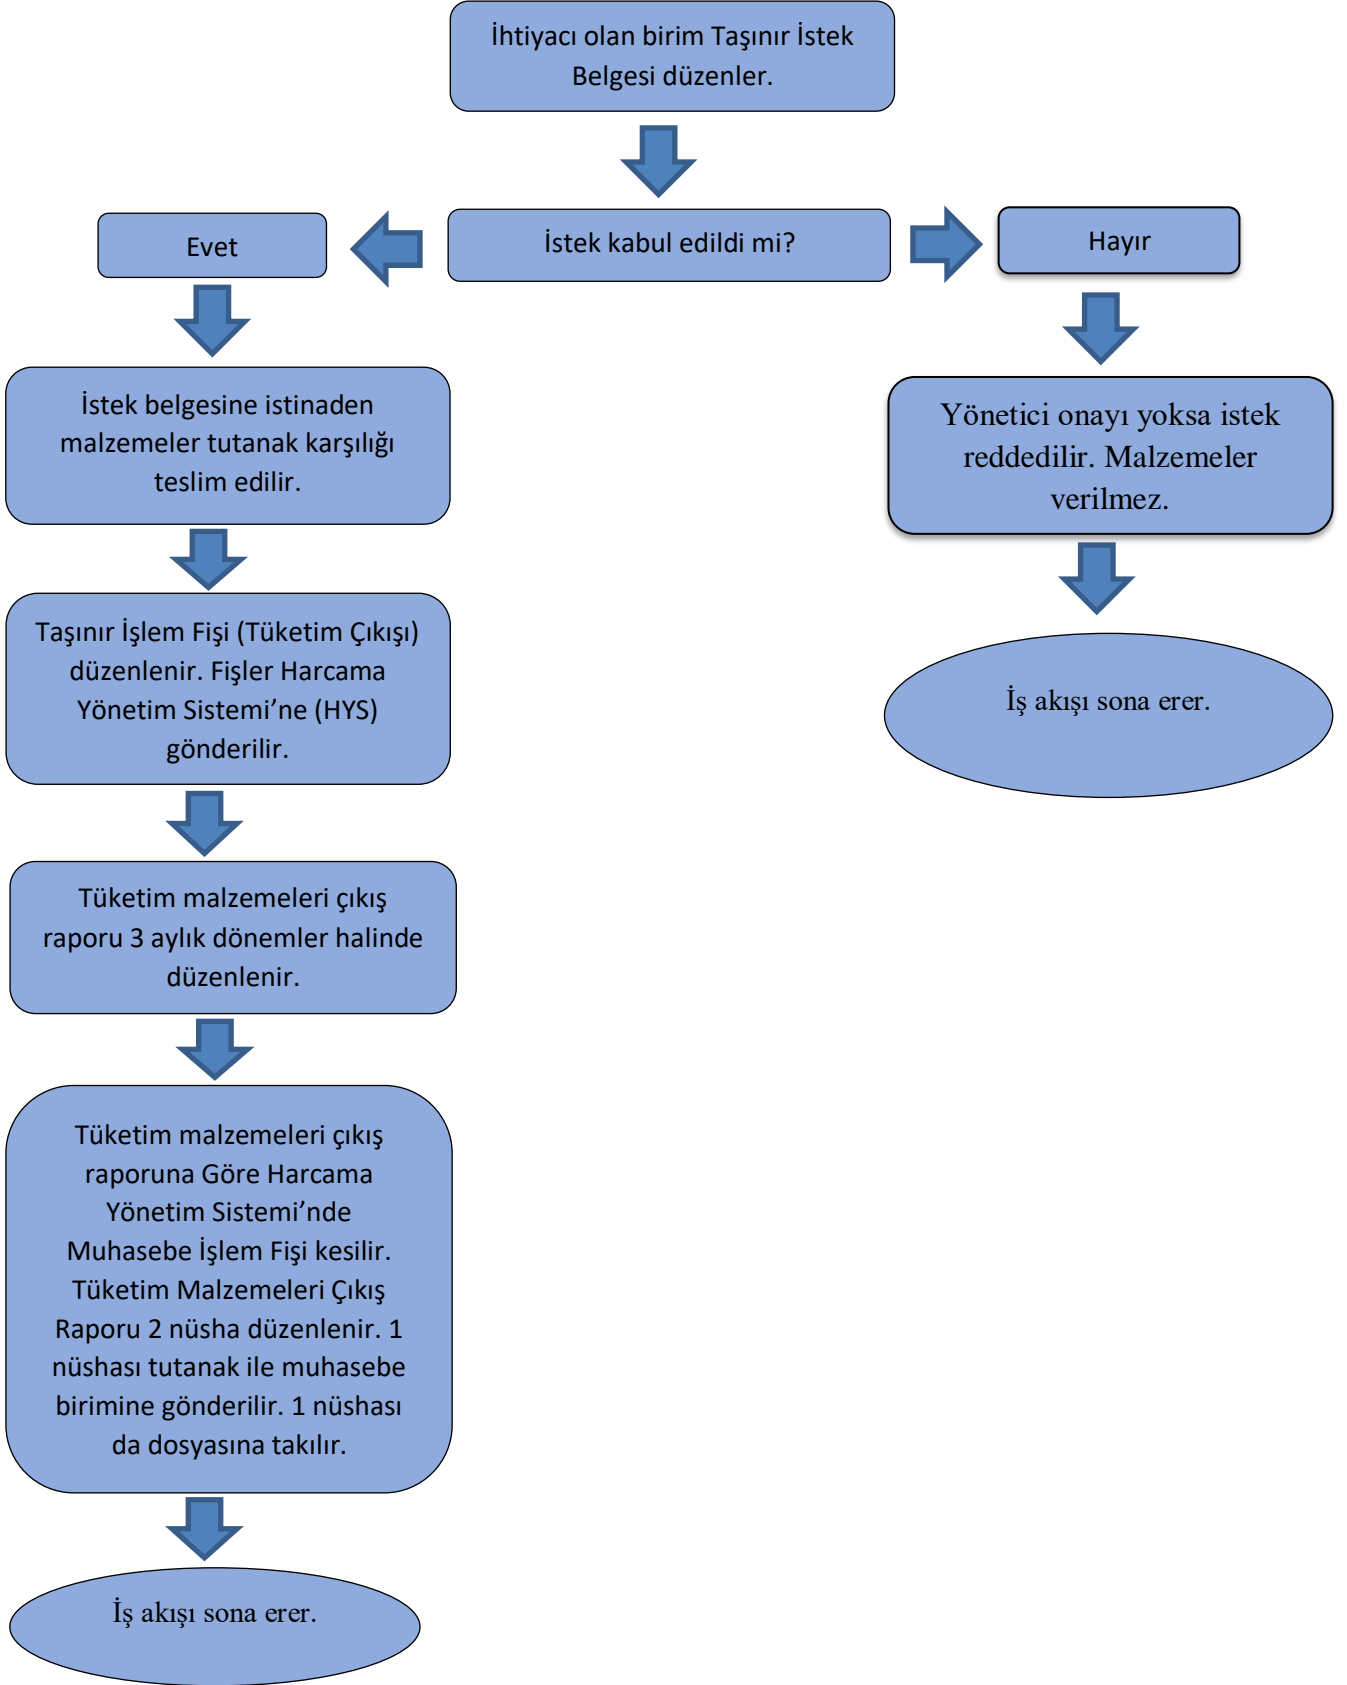 İhtiyacı olan birim Taşınır İstek
Belgesi düzenler.
Evet
İstek kabul edildi mi?
Hayır
İstek belgesine istinaden
malzemeler tutanak karşılığı
teslim edilir.
Yönetici onayı yoksa istek
reddedilir. Malzemeler
verilmez.
Taşınır İşlem Fişi (Tüketim Çıkışı)
düzenlenir. Fişler Harcama
Yönetim Sistemi’ne (HYS)
gönderilir.
İş akışı sona erer.
Tüketim malzemeleri çıkış
raporu 3 aylık dönemler halinde
düzenlenir.
Tüketim malzemeleri çıkış
raporuna Göre Harcama
Yönetim Sistemi’nde
Muhasebe İşlem Fişi kesilir.
Tüketim Malzemeleri Çıkış
Raporu 2 nüsha düzenlenir. 1
nüshası tutanak ile muhasebe
birimine gönderilir. 1 nüshası
da dosyasına takılır.
İş akışı sona erer.